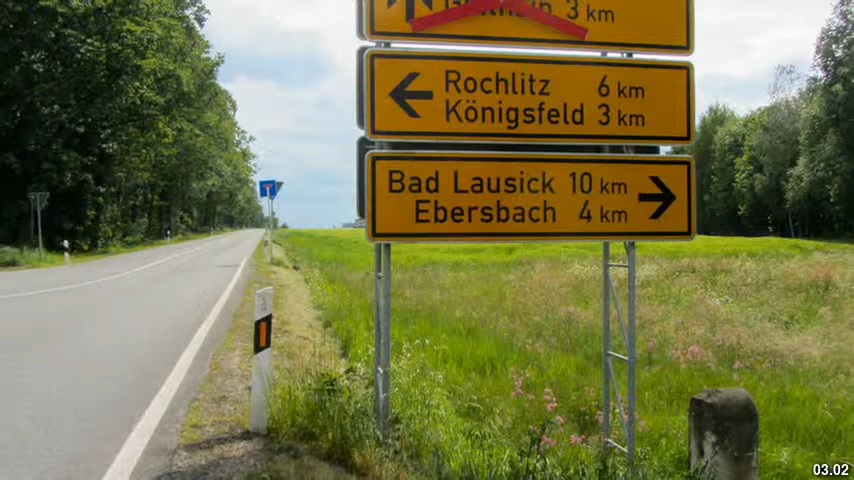 3 km
Rochlitz 6 km
Königsfeld 3 km
Bad Lausick 10 km
Ebersbach 4 km
03.02